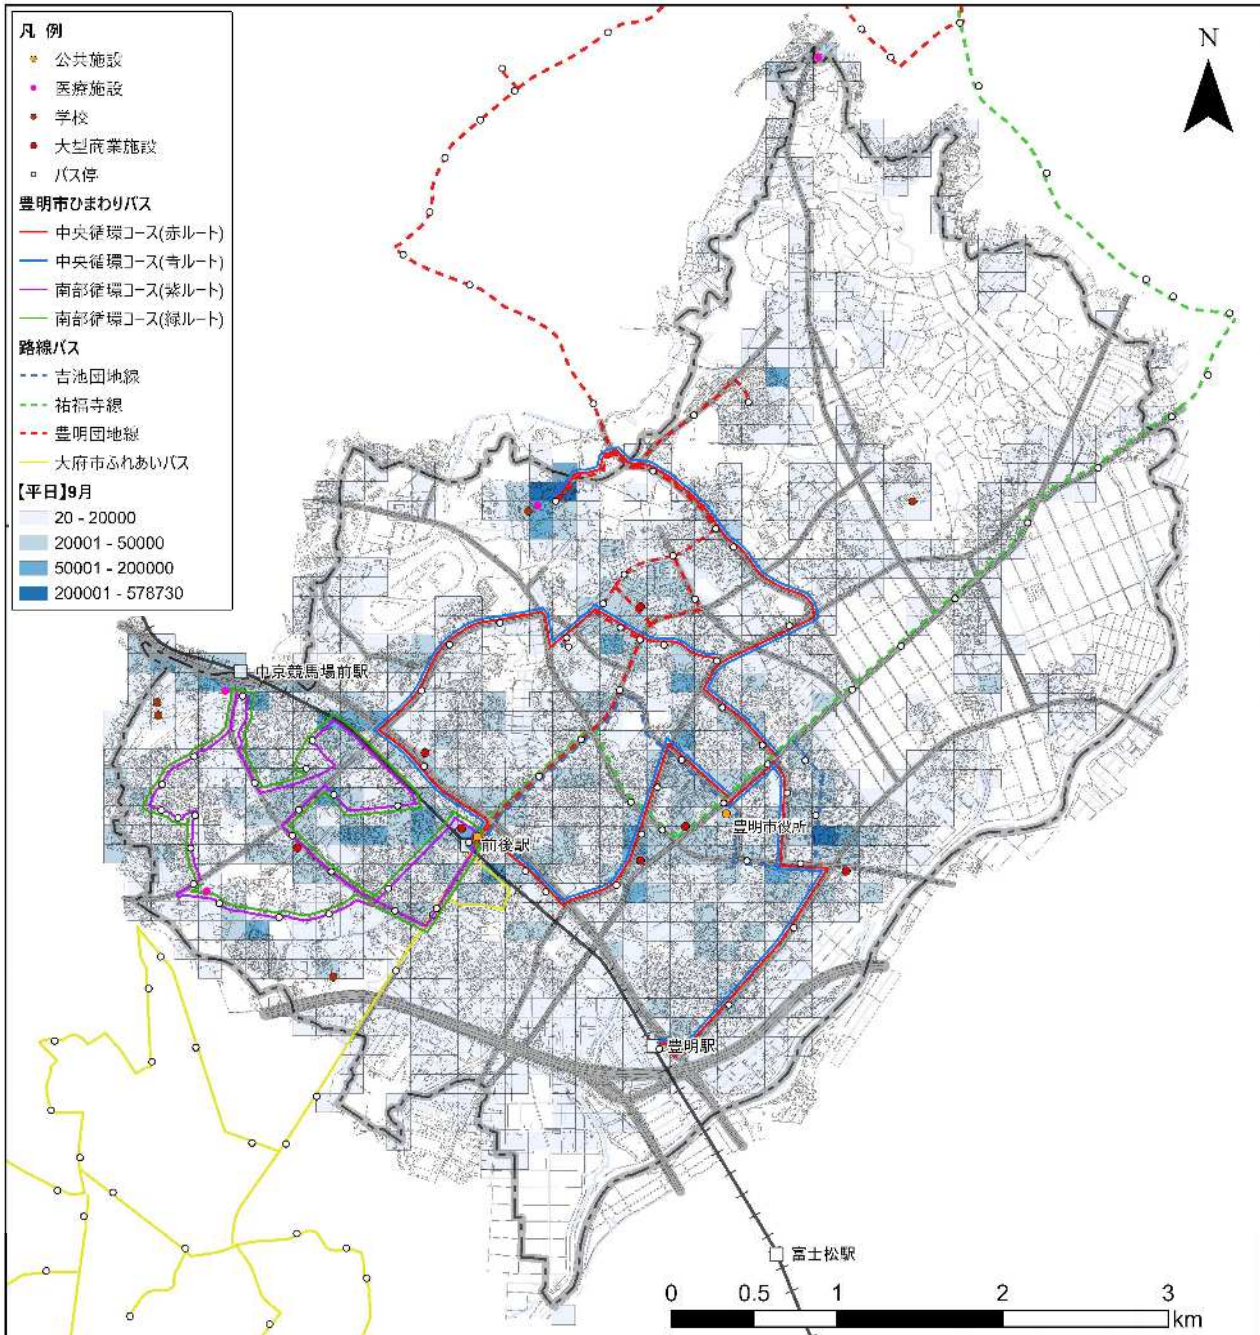 凡 例
公共施設
医療施設
学校
大型商業施設
バス停
豊明市ひまわりバス
中央循環コース(赤ルート)
中央循環コース(青ルート)
南部循環コース(紫ルート)
南部循環コース(緑ルート)
路線バス
吉池団地線
祐福寺線
豊明団地線
大府市ふれあいバス
【平日】9月
20 - 20000
20001 - 50000
50001 - 200000
200001 - 578730
N
中京競馬場前駅
豊明市役所
前後駅
豊明駅
富士松駅
0 0.5 1 2 3
km